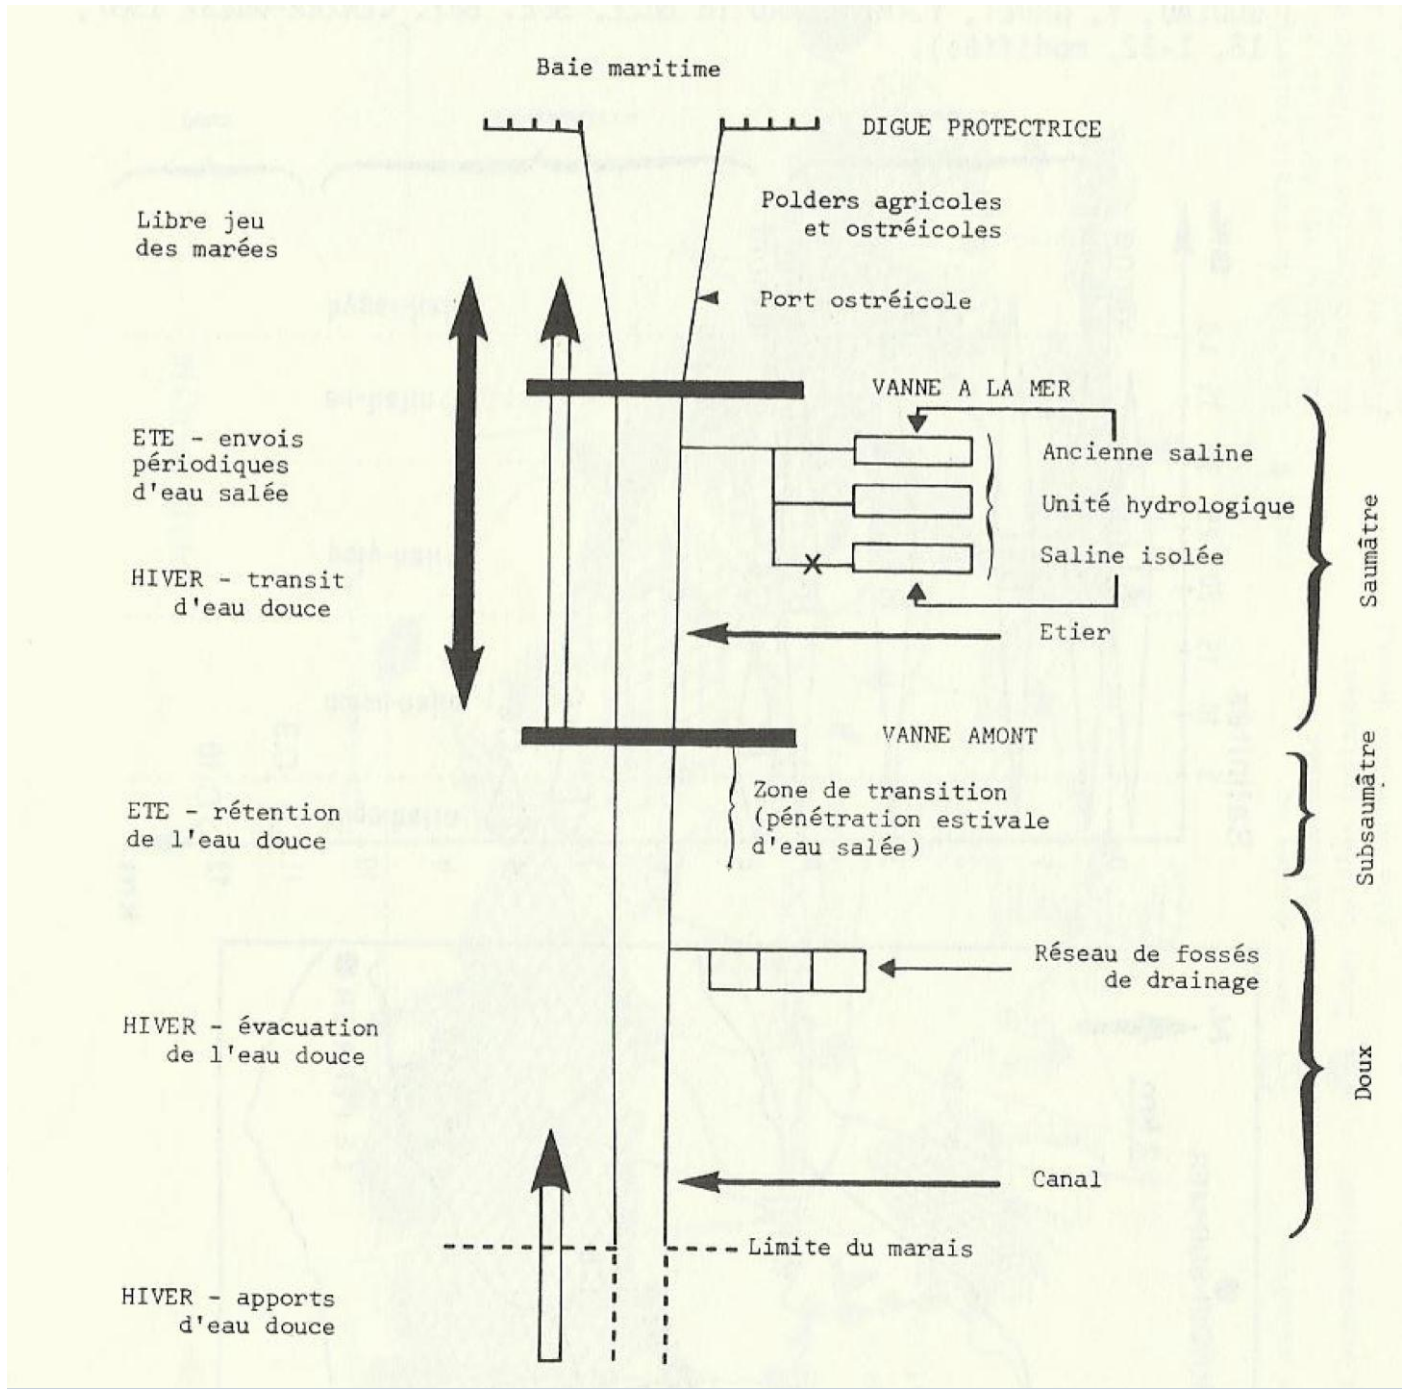 Baie maritime
DIGUE PROTECTRICE
Libre jeu
des marées
Polders agricoles
et ostréicoles
Port ostréicole
VANNE A LA MER
ETE - envois
périodiques
d'eau salée
Ancienne saline
Unité hydrologique
Saline isolée
Saumâtre
HIVER - transit
d'eau douce
Etier
VANNE AMONT
ETE - rétention
de l'eau douce
Zone de transition
(pénétration estivale
d'eau salée)
Subsaumâtre
Réseau de fossés
de drainage
HIVER - évacuation
de l'eau douce
Doux
Canal
Limite du marais
HIVER - apports
d'eau douce